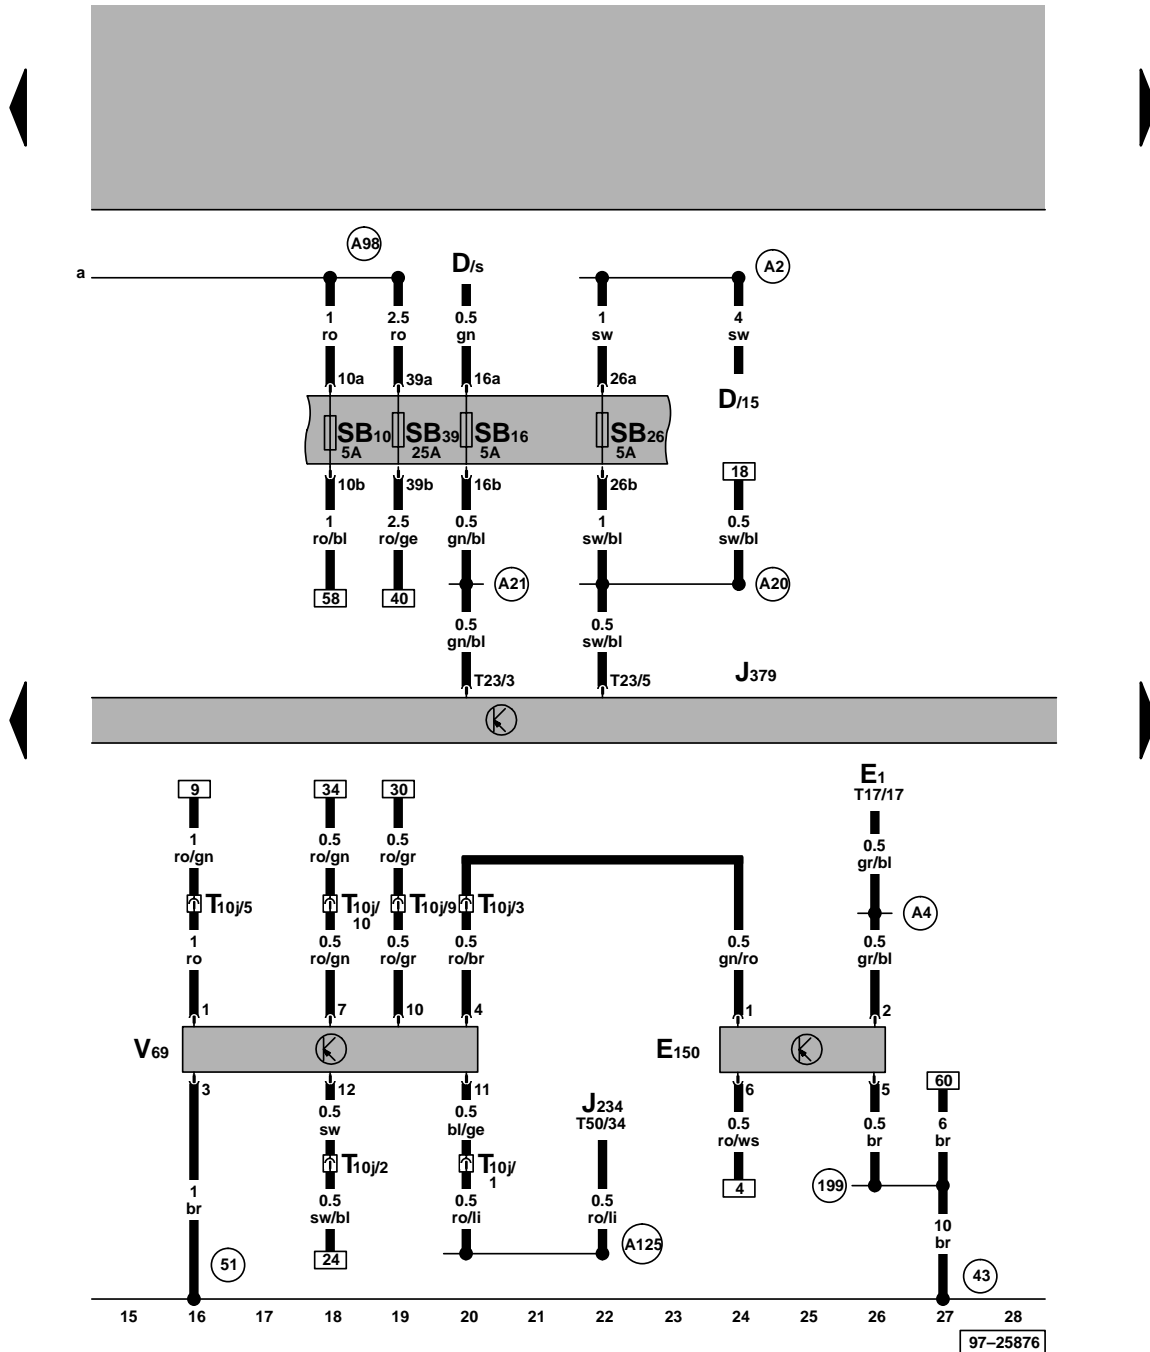 A98
a
D/s
A2
1
ro
2.5
ro
0.5
gn
1
sw
4
sw
10a
39a
16a
26a
D/15
SB10
5A
SB39
25A
SB16
5A
SB26
5A
18
10b
39b
16b
26b
1
ro/bl
2.5
ro/ge
0.5
gn/bl
1
sw/bl
0.5
sw/bl
58
40
A21
A20
0.5
gn/bl
0.5
sw/bl
T23/3
T23/5
J379
E1
T17/17
9
34
30
1
ro/gn
0.5
ro/gn
0.5
ro/gr
0.5
gr/bl
T10j/5
T10j/
10
T10j/9
T10j/3
A4
1
ro
0.5
ro/gn
0.5
ro/gr
0.5
ro/br
0.5
gn/ro
0.5
gr/bl
1
7
10
4
1
2
V69
E150
3
12
11
6
5
60
J234
T50/34
0.5
sw
0.5
bl/ge
0.5
ro/ws
0.5
br
6
br
T10j/2
T10j/
1
4
199
1
br
0.5
sw/bl
0.5
ro/li
0.5
ro/li
10
br
51
24
A125
43
15 16 17 18 19 20 21 22 23 24 25 26 27 28
97–25876